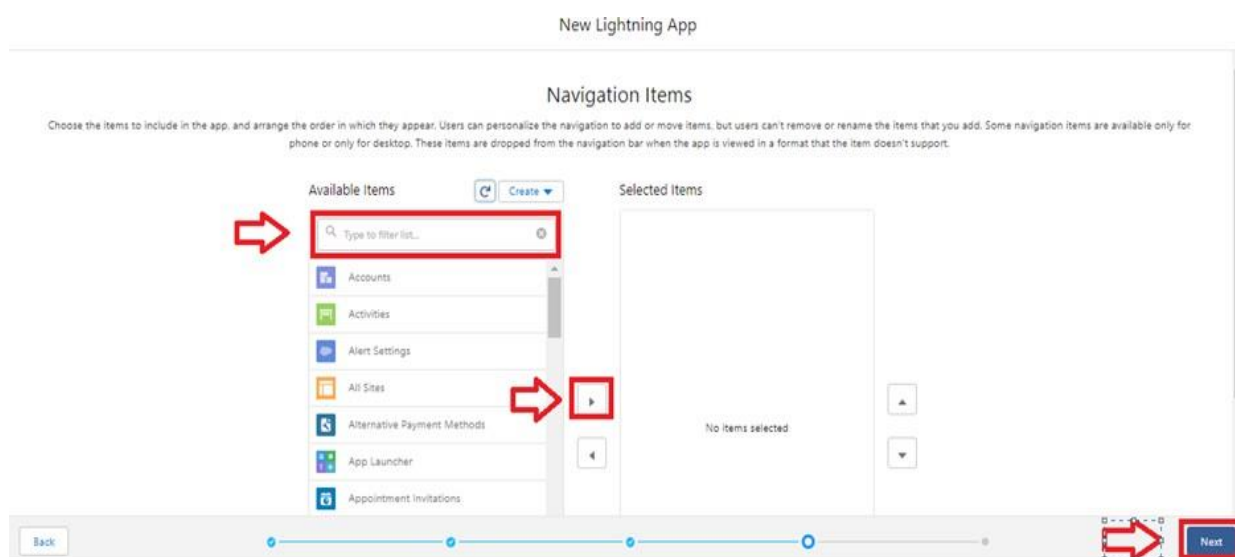 New Lightning App
Navigation Items
Choose the items to include in the app, and arrange the order in which they appear. Users can personalize the navigation to add or move items, but users can't remove or rename the items that you add. Some navigation items are available only for
phone or only for desktop. These items are dropped from the navigation bar when the app is viewed in a format that the item doesn't support.
Available Items
Create
Selected Items
Type to filter list...
Accounts
Activities
Alert Settings
All Sites
Alternative Payment Methods
No items selected
App Launcher
Appointment Invitations
Back
Next